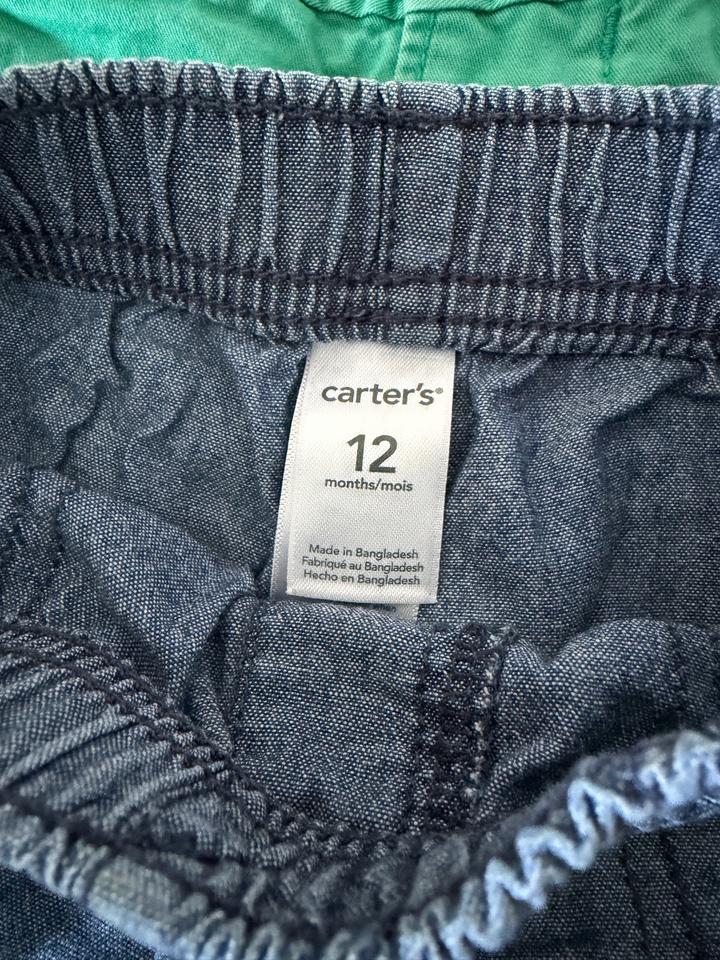 carter's®
12
months/mois
Made in Bangladesh
Fabriqué au Bangladesh
Hecho en Bangladesh